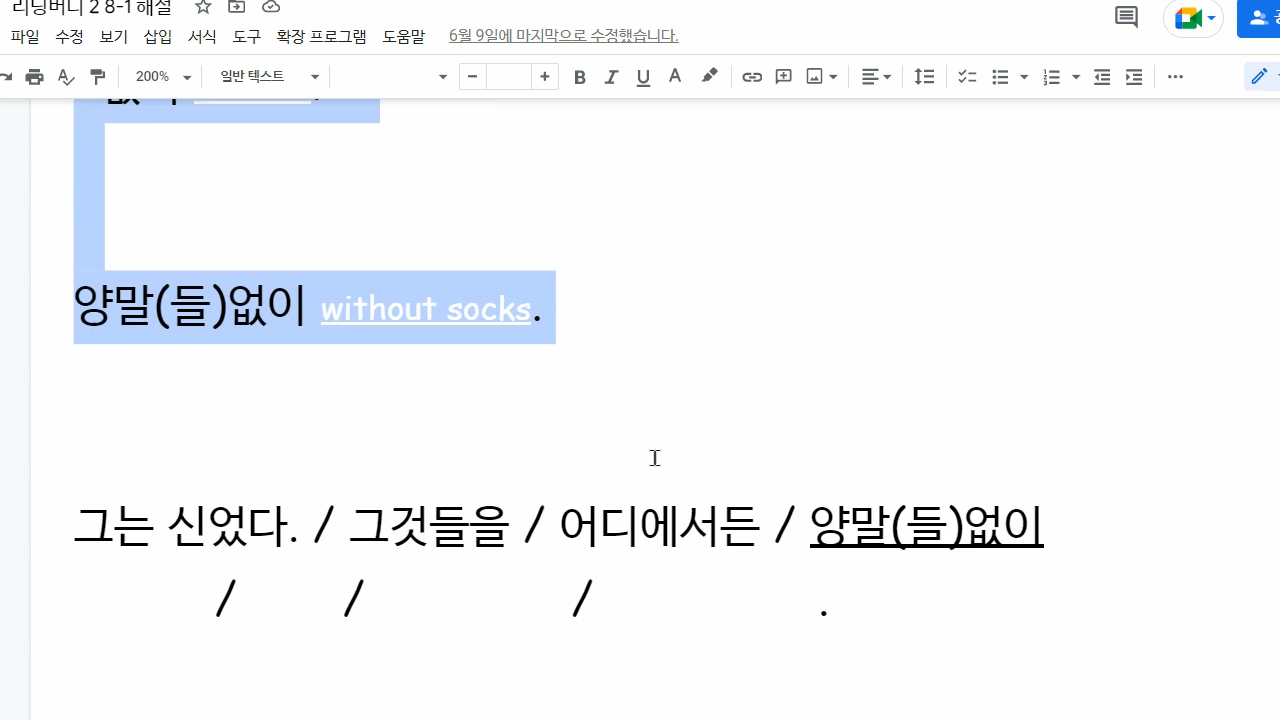 리딩버디 2 8-1 해설
파일 수정 보기 삽입 서식 도구 확장 프로그램 도움말 6월 9일에 마지막으로 수정했습니다.
200% 일반 텍스트 − + B I U A
양말(들)없이 without socks.
그는 신었다. / 그것들을 / 어디에서든 / 양말(들)없이
/ / / .